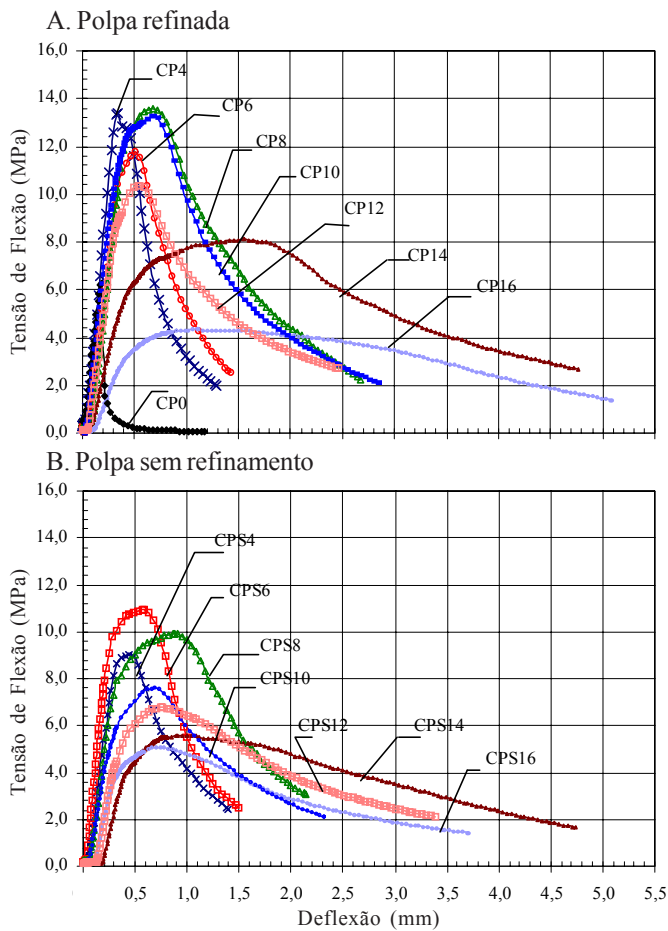 A. Polpa refinada
Tensão de Flexão (MPa)
16,0
14,0
12,0
10,0
8,0
6,0
4,0
2,0
0,0
CP4
CP6
CP8
CP10
CP12
CP14
CP16
CP0
B. Polpa sem refinamento
Tensão de Flexão (MPa)
16,0
14,0
12,0
10,0
8,0
6,0
4,0
2,0
0,0
CPS4
CPS6
CPS8
CPS10
CPS12
CPS14
CPS16
0,5 1,0 1,5 2,0 2,5 3,0 3,5 4,0 4,5 5,0 5,5
Deflexão (mm)